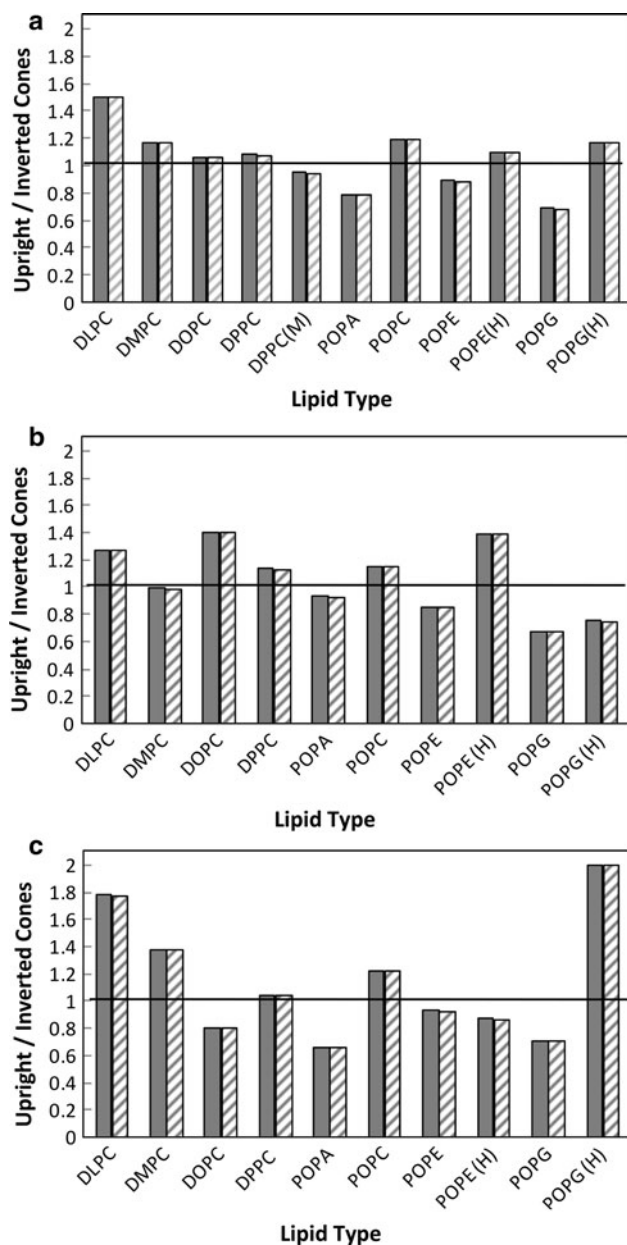 a
Upright / Inverted Cones
2
1.8
1.6
1.4
1.2
1
0.8
0.6
0.4
0.2
0
DLPC
DMPC
DOPC
DPPC
DPPC(M)
POPA
POPC
POPE
POPE(H)
POPG
POPG(H)
Lipid Type
b
Upright / Inverted Cones
2
1.8
1.6
1.4
1.2
1
0.8
0.6
0.4
0.2
0
DLPC
DMPC
DOPC
DPPC
POPA
POPC
POPE
POPE (H)
POPG
POPG (H)
Lipid Type
c
Upright / Inverted Cones
2
1.8
1.6
1.4
1.2
1
0.8
0.6
0.4
0.2
0
DLPC
DMPC
DOPC
DPPC
POPA
POPC
POPE
POPE (H)
POPG
POPG (H)
Lipid Type